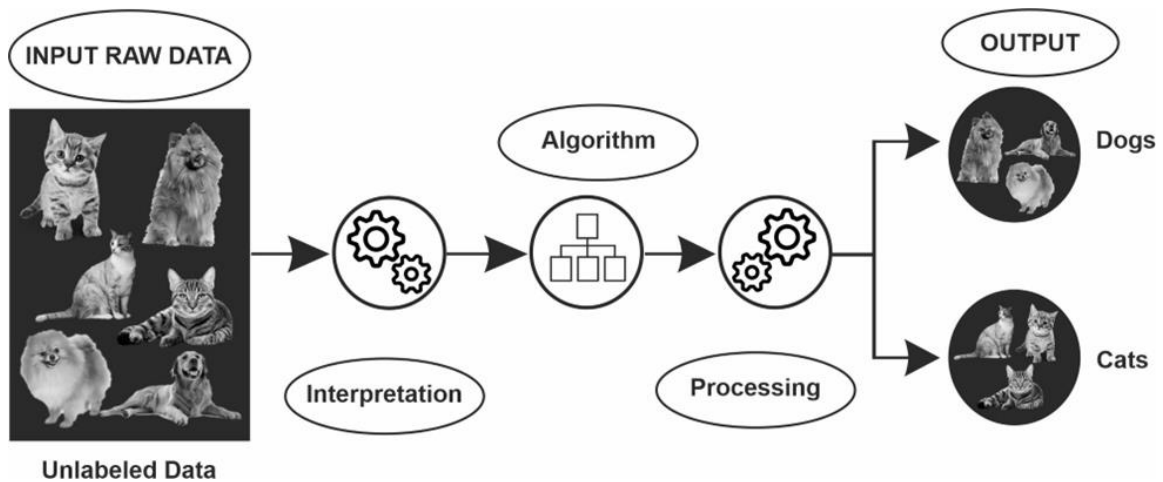 INPUT RAW DATA
Unlabeled Data
Interpretation
Algorithm
Processing
OUTPUT
Dogs
Cats